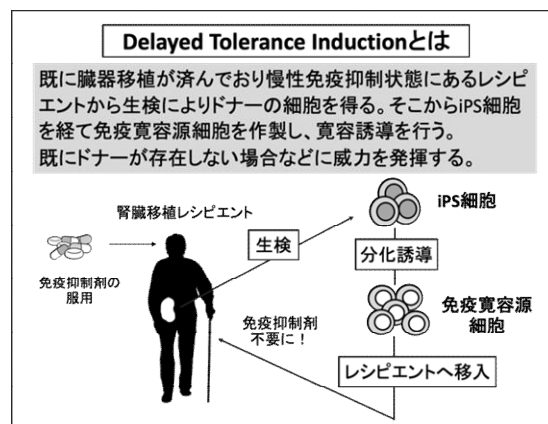 Delayed Tolerance Inductionとは
既に臓器移植が済んでおり慢性免疫抑制状態にあるレシピ
エントから生検によりドナーの細胞を得る。そこからiPS細胞
を経て免疫寛容源細胞を作製し、寛容誘導を行う。
既にドナーが存在しない場合などに威力を発揮する。
腎臓移植レシピエント
iPS細胞
生検
分化誘導
免疫抑制剤の
服用
免疫寛容源
細胞
免疫抑制剤
不要に！
レシピエントへ移入